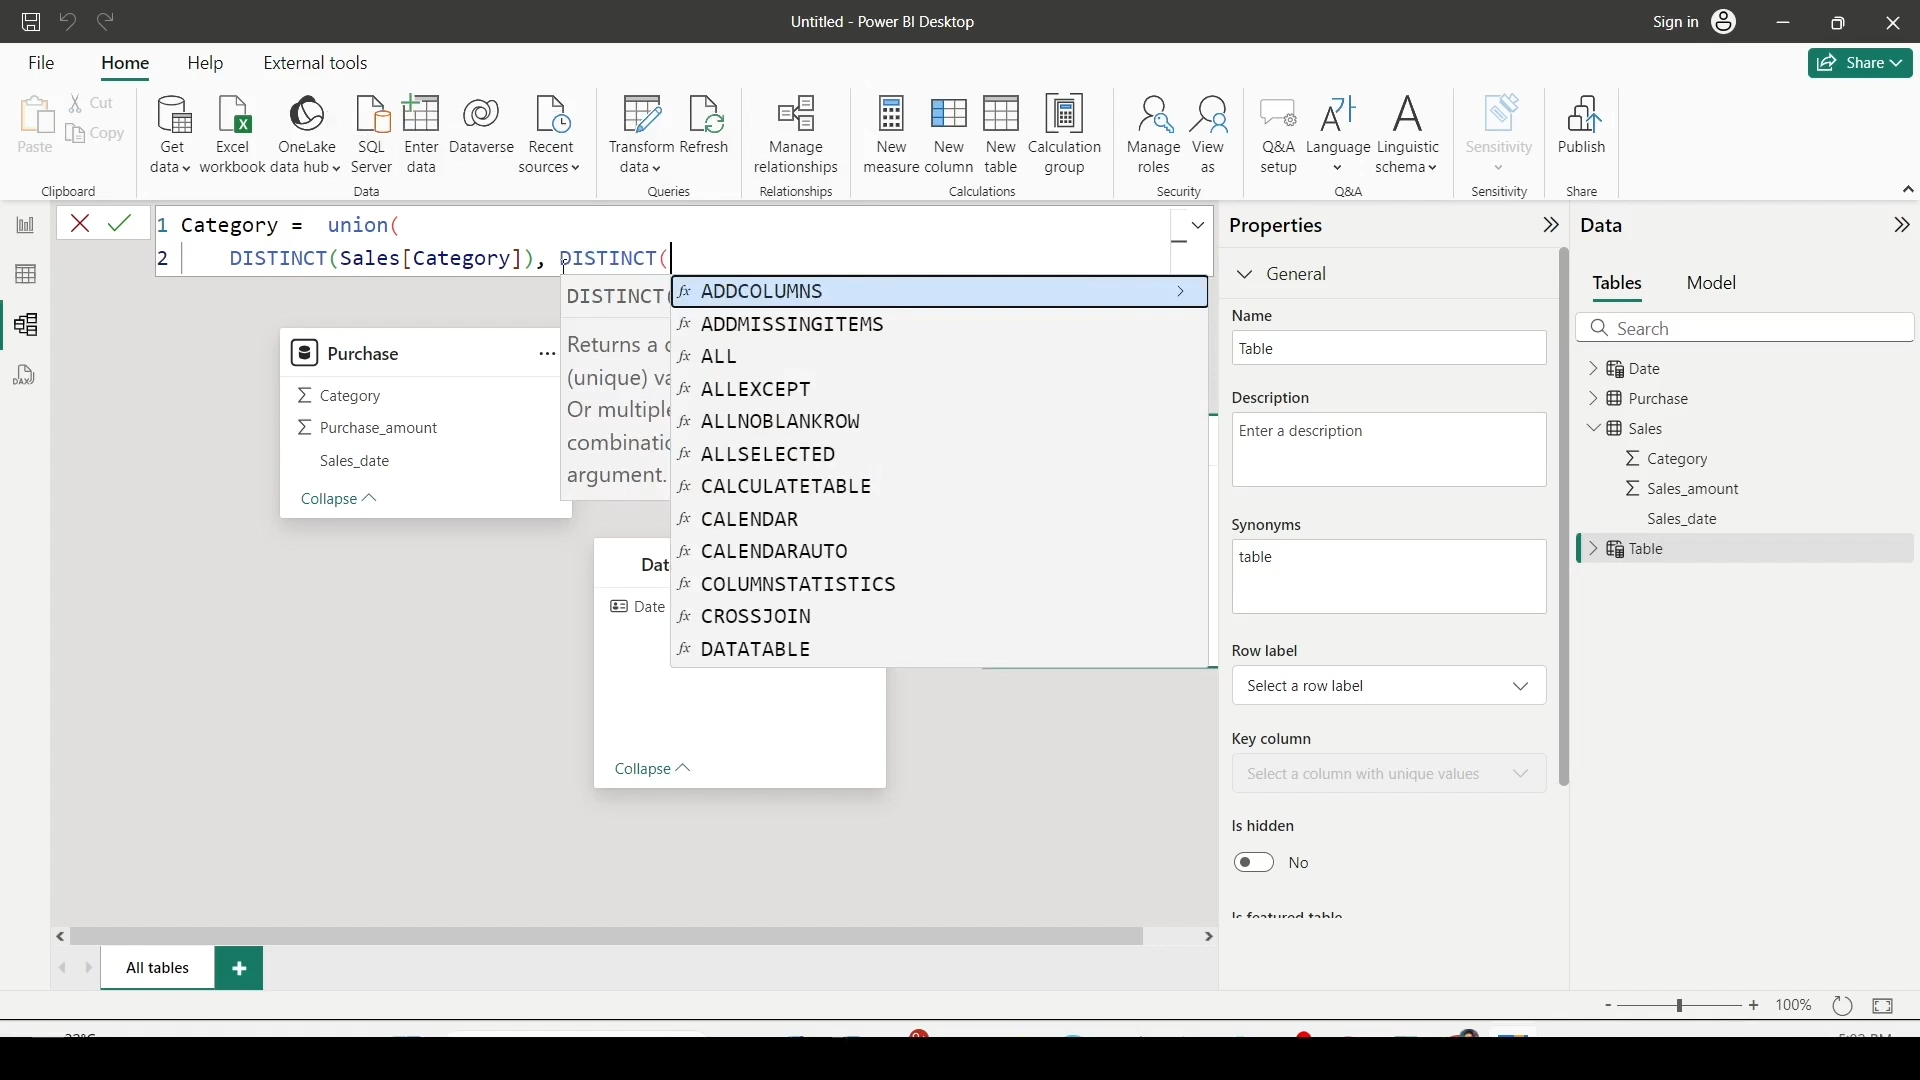 Untitled - Power BI Desktop
Sign in
File
Home
Help
External tools
Share
Paste
Cut
Copy
Clipboard
Get data
Excel workbook
OneLake data hub
SQL Server
Enter data
Dataverse
Recent sources
Data
Transform data
Refresh
Queries
Manage relationships
Relationships
New measure
New column
New table
Calculation group
Calculations
Manage roles
View as
Security
Q&A setup
Language
Linguistic schema
Q&A
Sensitivity
Sensitivity
Publish
Share
1 Category = union(
2 DISTINCT(Sales[Category]), DISTINCT(
DISTINCT(
Returns a
(unique)
Or
argument.
ADDCOLUMNS
ADDMISSINGITEMS
ALL
ALLEXCEPT
ALLNOBLANKROW
ALLSELECTED
CALCULATETABLE
CALENDAR
CALENDARAUTO
COLUMNSTATISTICS
CROSSJOIN
DATATABLE
Purchase
Category
Purchase_amount
Sales_date
Collapse
Date
Collapse
All tables
Properties
General
Name
Table
Description
Enter a description
Synonyms
table
Row label
Select a row label
Key column
Select a column with unique values
Is hidden
No
Is featured table
Data
Tables
Model
Search
Date
Purchase
Sales
Category
Sales_amount
Sales_date
Table
- + 100%